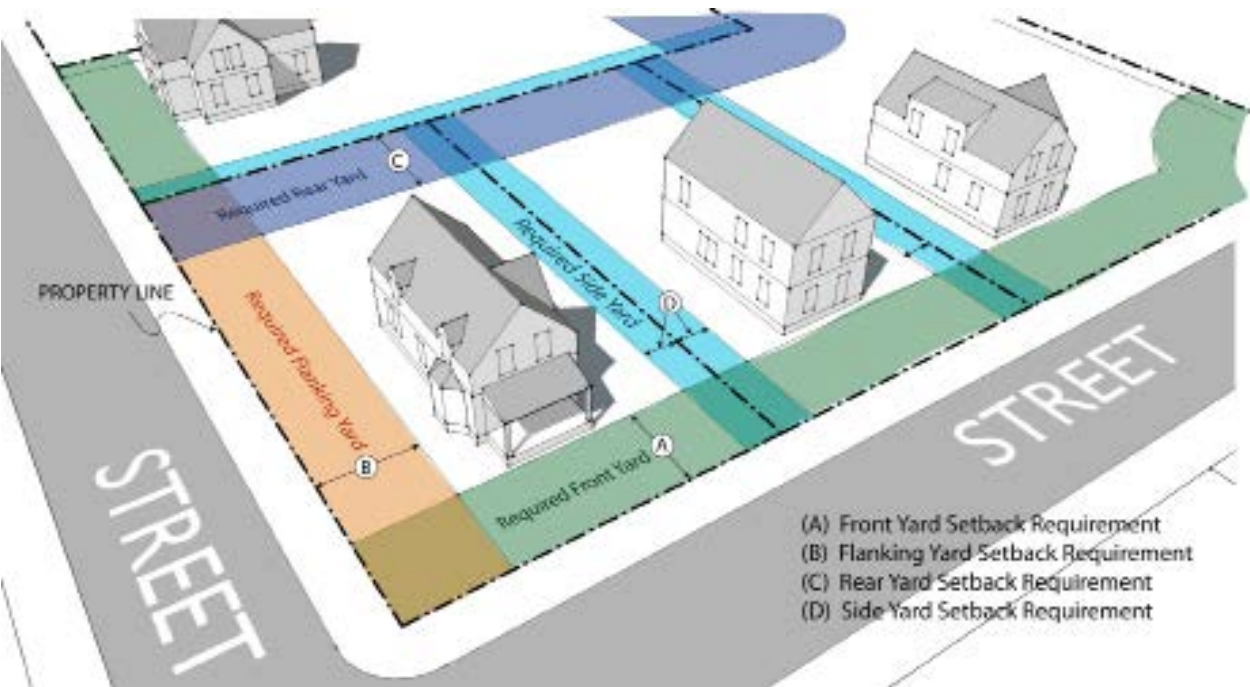 C
Required Rear Yard
PROPERTY LINE
Required Side Yard
Required Flanking Yard
D
A
B
Required Front Yard
STREET
STREET
(A) Front Yard Setback Requirement
(B) Flanking Yard Setback Requirement
(C) Rear Yard Setback Requirement
(D) Side Yard Setback Requirement